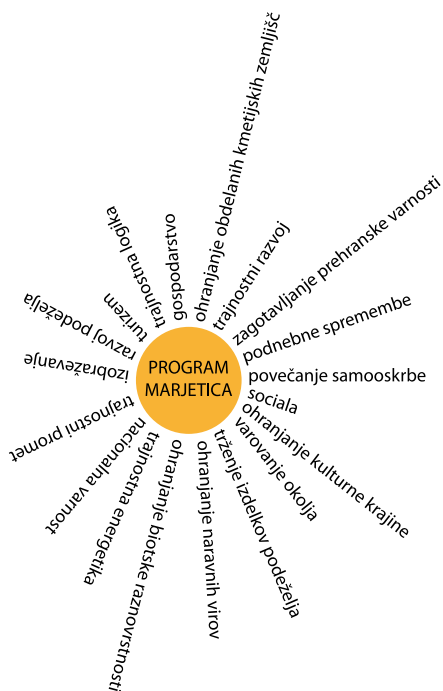 PROGRAM
MARJETICA
gospodarstvo
ohranjanje obdelanih kmetijskih zemljišč
trajnostni razvoj
zagotavljanje prehranske varnosti
podnebne spremembe
povečanje samooskrbe
sociala
ohranjanje kulturne krajine
varovanje okolja
trženje izdelkov podeželja
ohranjanje naravnih virov
ohranjanje biotske raznovrstnosti
trajnostna energetika
nacionalna varnost
trajnostni promet
izobraževanje
razvoj podeželja
turizem
trajnostna logika